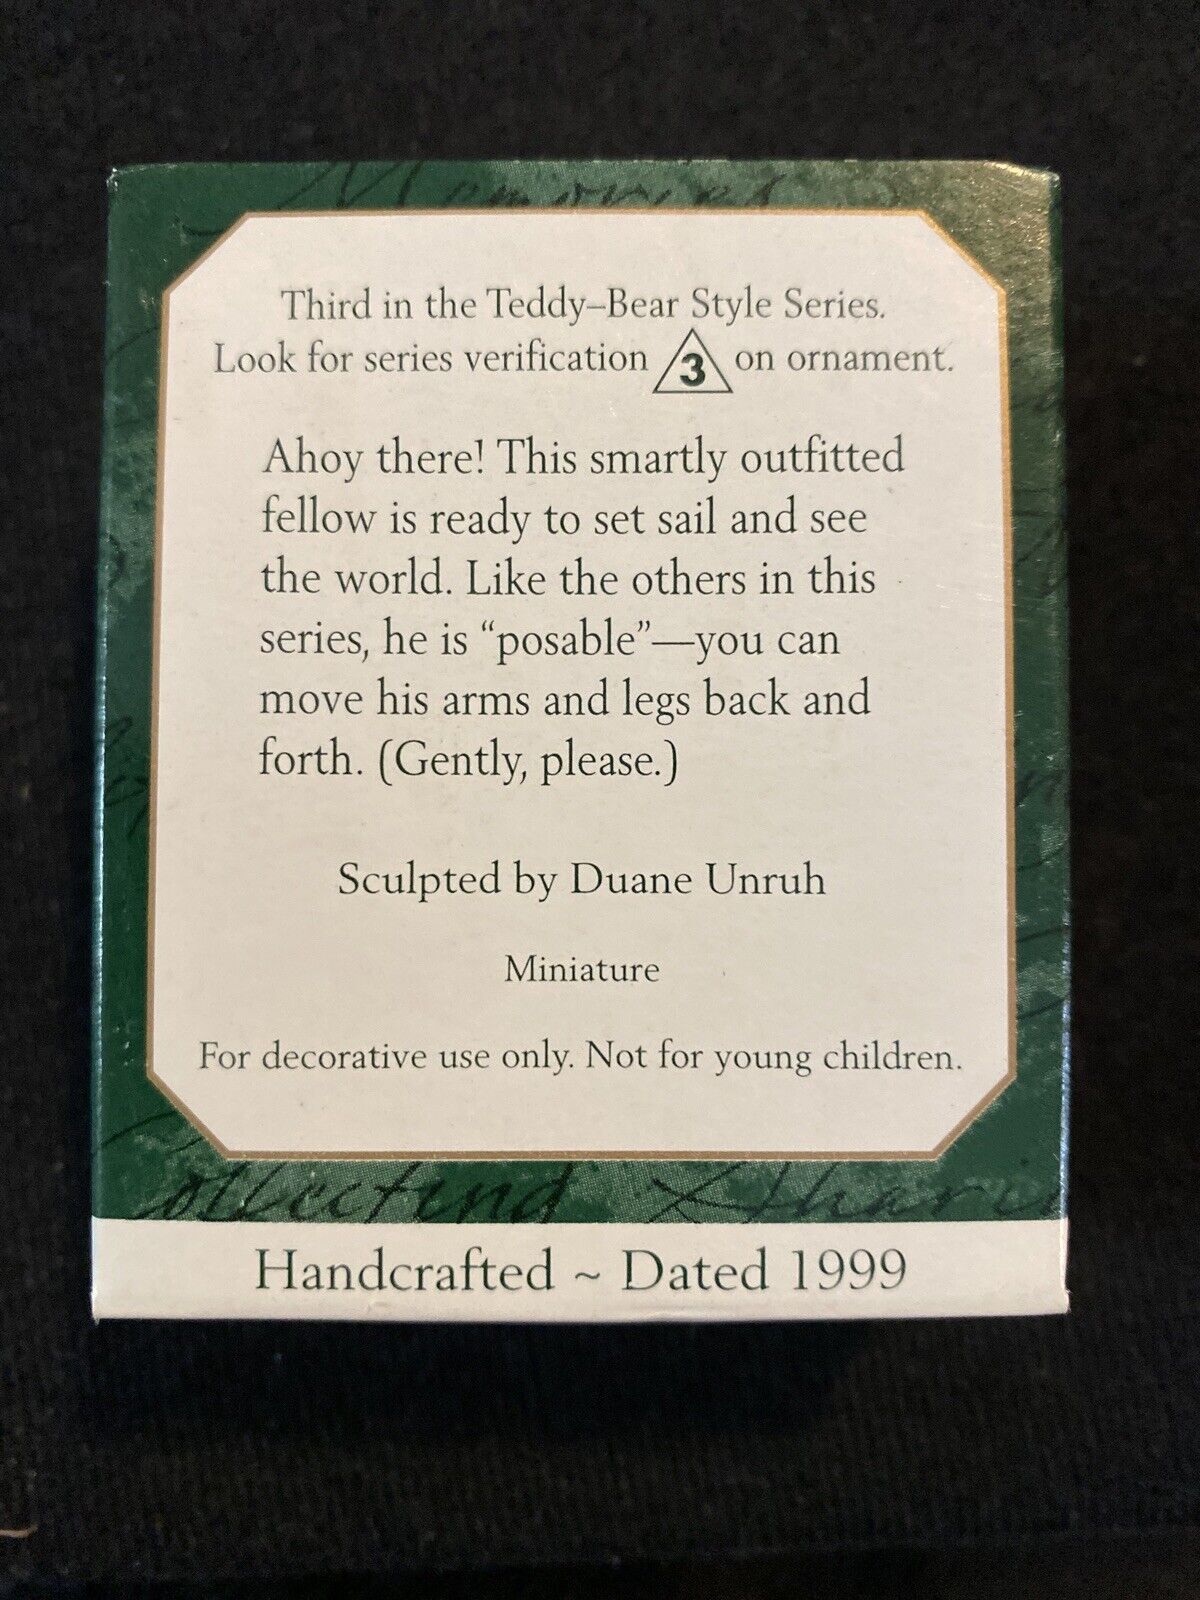 Memories
Third in the Teddy–Bear Style Series.
Look for series verification 3 on ornament.
Ahoy there! This smartly outfitted
fellow is ready to set sail and see
the world. Like the others in this
series, he is “posable”—you can
move his arms and legs back and
forth. (Gently, please.)
Sculpted by Duane Unruh
Miniature
For decorative use only. Not for young children.
Collecting
Handcrafted ~ Dated 1999